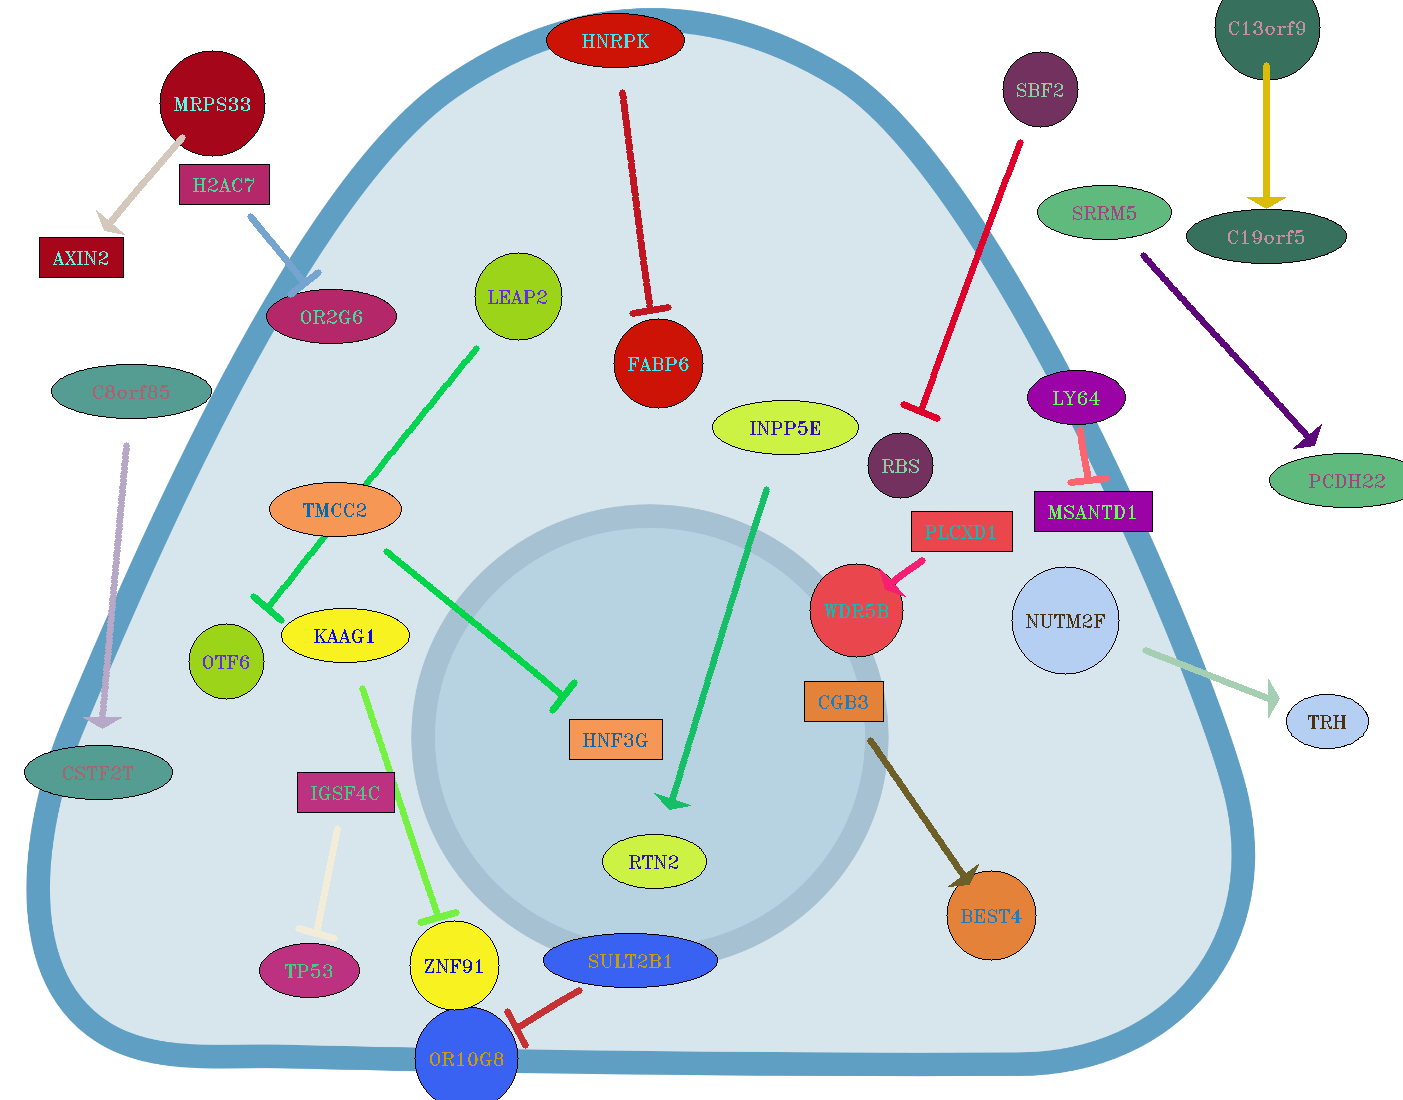 C13orf9
HNRPK
SBF2
MRPS33
H2AC7
SRRM5
C19orf5
AXIN2
LEAP2
OR2G6
FABP6
C8orf85
LY64
INPP5E
RBS
PCDH22
TMCC2
MSANTD1
PLCXD1
WDR5B
NUTM2F
KAAG1
OTF6
CGB3
TRH
HNF3G
CSTF2T
IGSF4C
RTN2
BEST4
SULT2B1
ZNF91
TP53
OR10G8